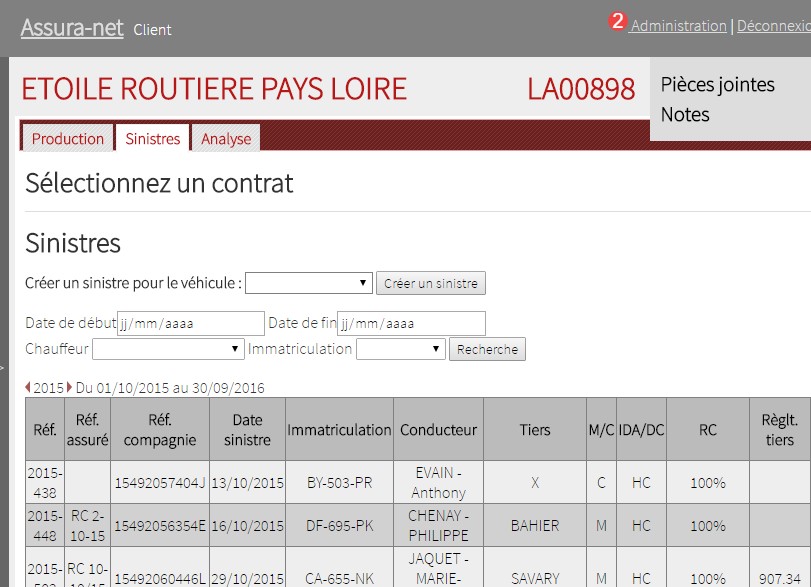 Assura-net Client
2 Administration | Déconnexio
ETOILE ROUTIERE PAYS LOIRE LA00898
Pièces jointes
Notes
Production Sinistres Analyse
Sélectionnez un contrat
Sinistres
Créer un sinistre pour le véhicule : Créer un sinistre
Date de début jj/mm/aaaa Date de fin jj/mm/aaaa
Chauffeur Immatriculation Recherche
2015 Du 01/10/2015 au 30/09/2016
Réf. Réf. assuré Réf. compagnie Date sinistre Immatriculation Conducteur Tiers M/C IDA/DC RC Règlt. tiers
2015-438 15492057404J 13/10/2015 BY-503-PR EVAIN - Anthony X C HC 100%
2015-448 RC 2-10-15 15492056354E 16/10/2015 DF-695-PK CHENAY - PHILIPPE BAHIER M HC 100%
2015- RC 10- 15492060446L 29/10/2015 CA-655-NK JAQUET - MARIE- SAVARY M HC 100% 907.34